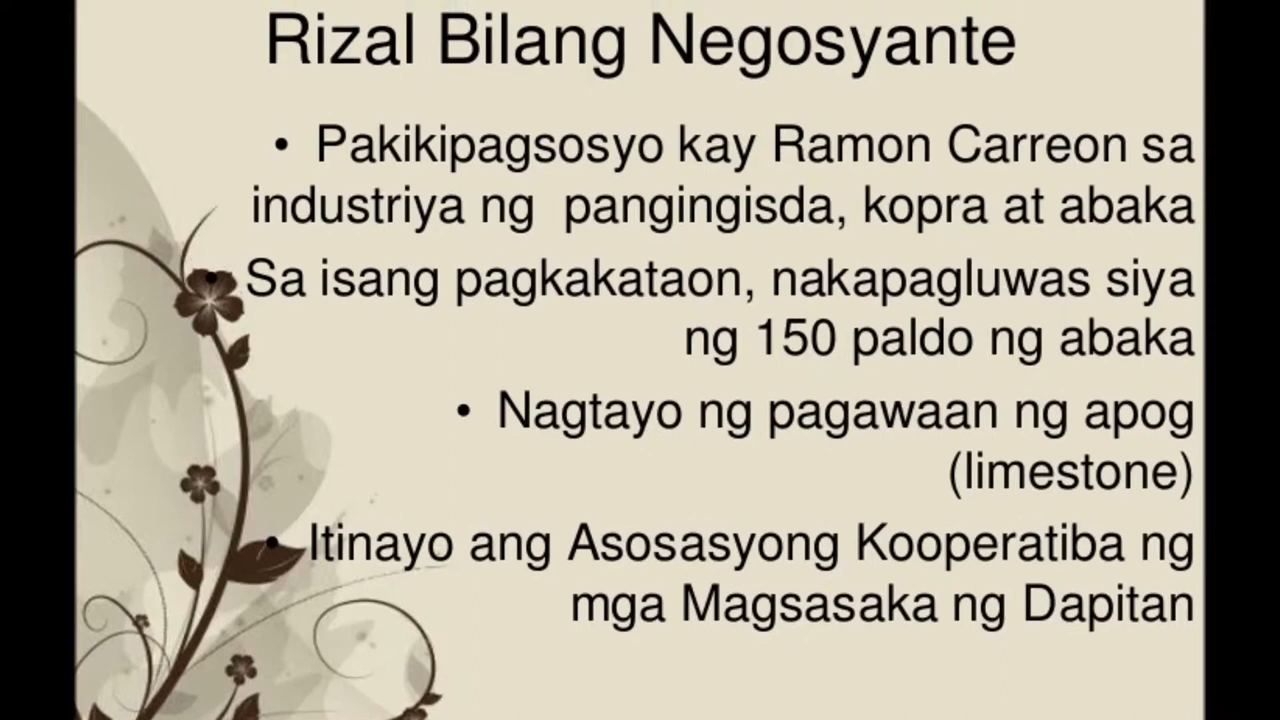 Rizal Bilang Negosyante
• Pakikipagsosyo kay Ramon Carreon sa
industriya ng pangingisda, kopra at abaka
• Sa isang pagkakataon, nakapagluwas siya
ng 150 paldo ng abaka
• Nagtayo ng pagawaan ng apog
(limestone)
• Itinayo ang Asosasyong Kooperatiba ng
mga Magsasaka ng Dapitan